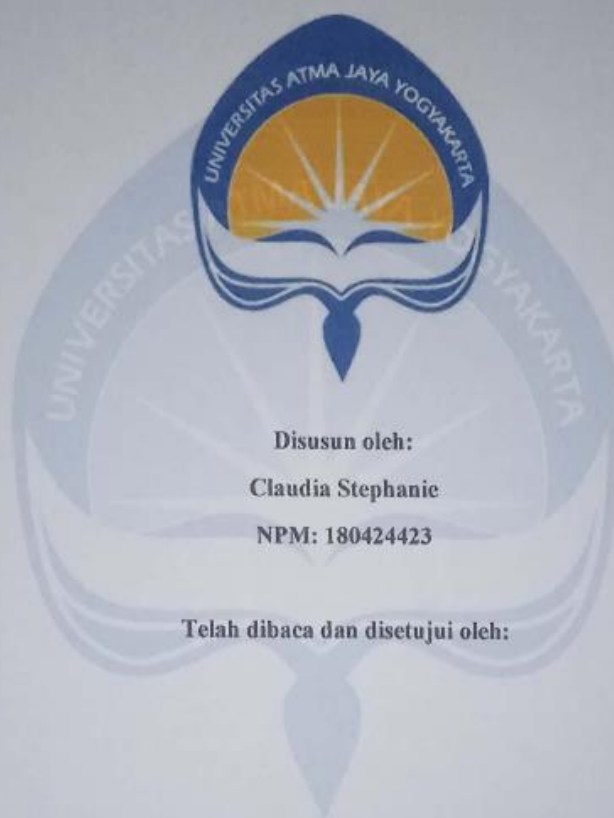 UNIVERSITAS ATMA JAYA YOGYAKARTA
UNIVERSITAS ATMA JAYA YOGYAKARTA
Disusun oleh:
Claudia Stephanie
NPM: 180424423
Telah dibaca dan disetujui oleh: